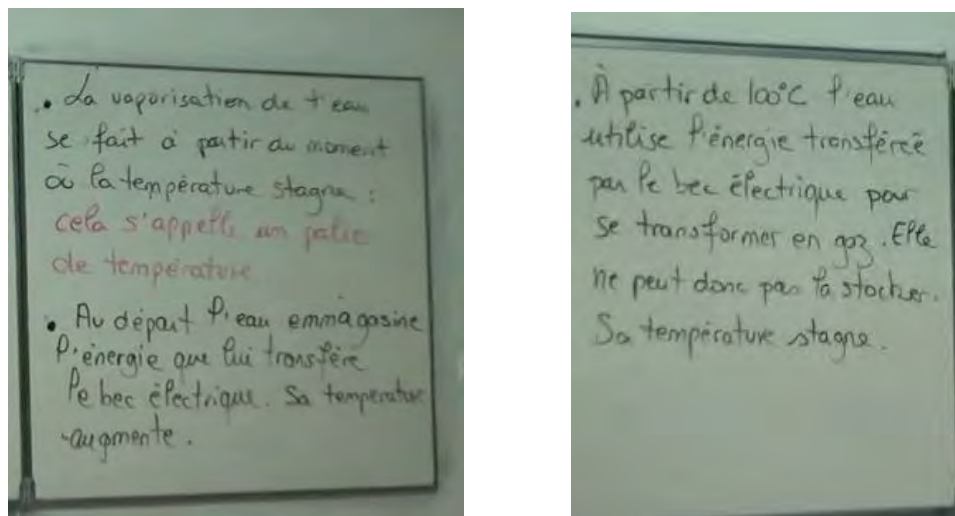 . La vaporisation de l'eau
se fait à partir du moment
où la température stagne :
cela s'appelle un palie
de température
. Au départ l'eau emmagasine
l'énergie que lui transfère
le bec électrique. Sa température
augmente.
. À partir de 100°C l'eau
utilise l'énergie transférée
par le bec électrique pour
se transformer en gaz. Elle
ne peut donc pas la stocker.
Sa température stagne.